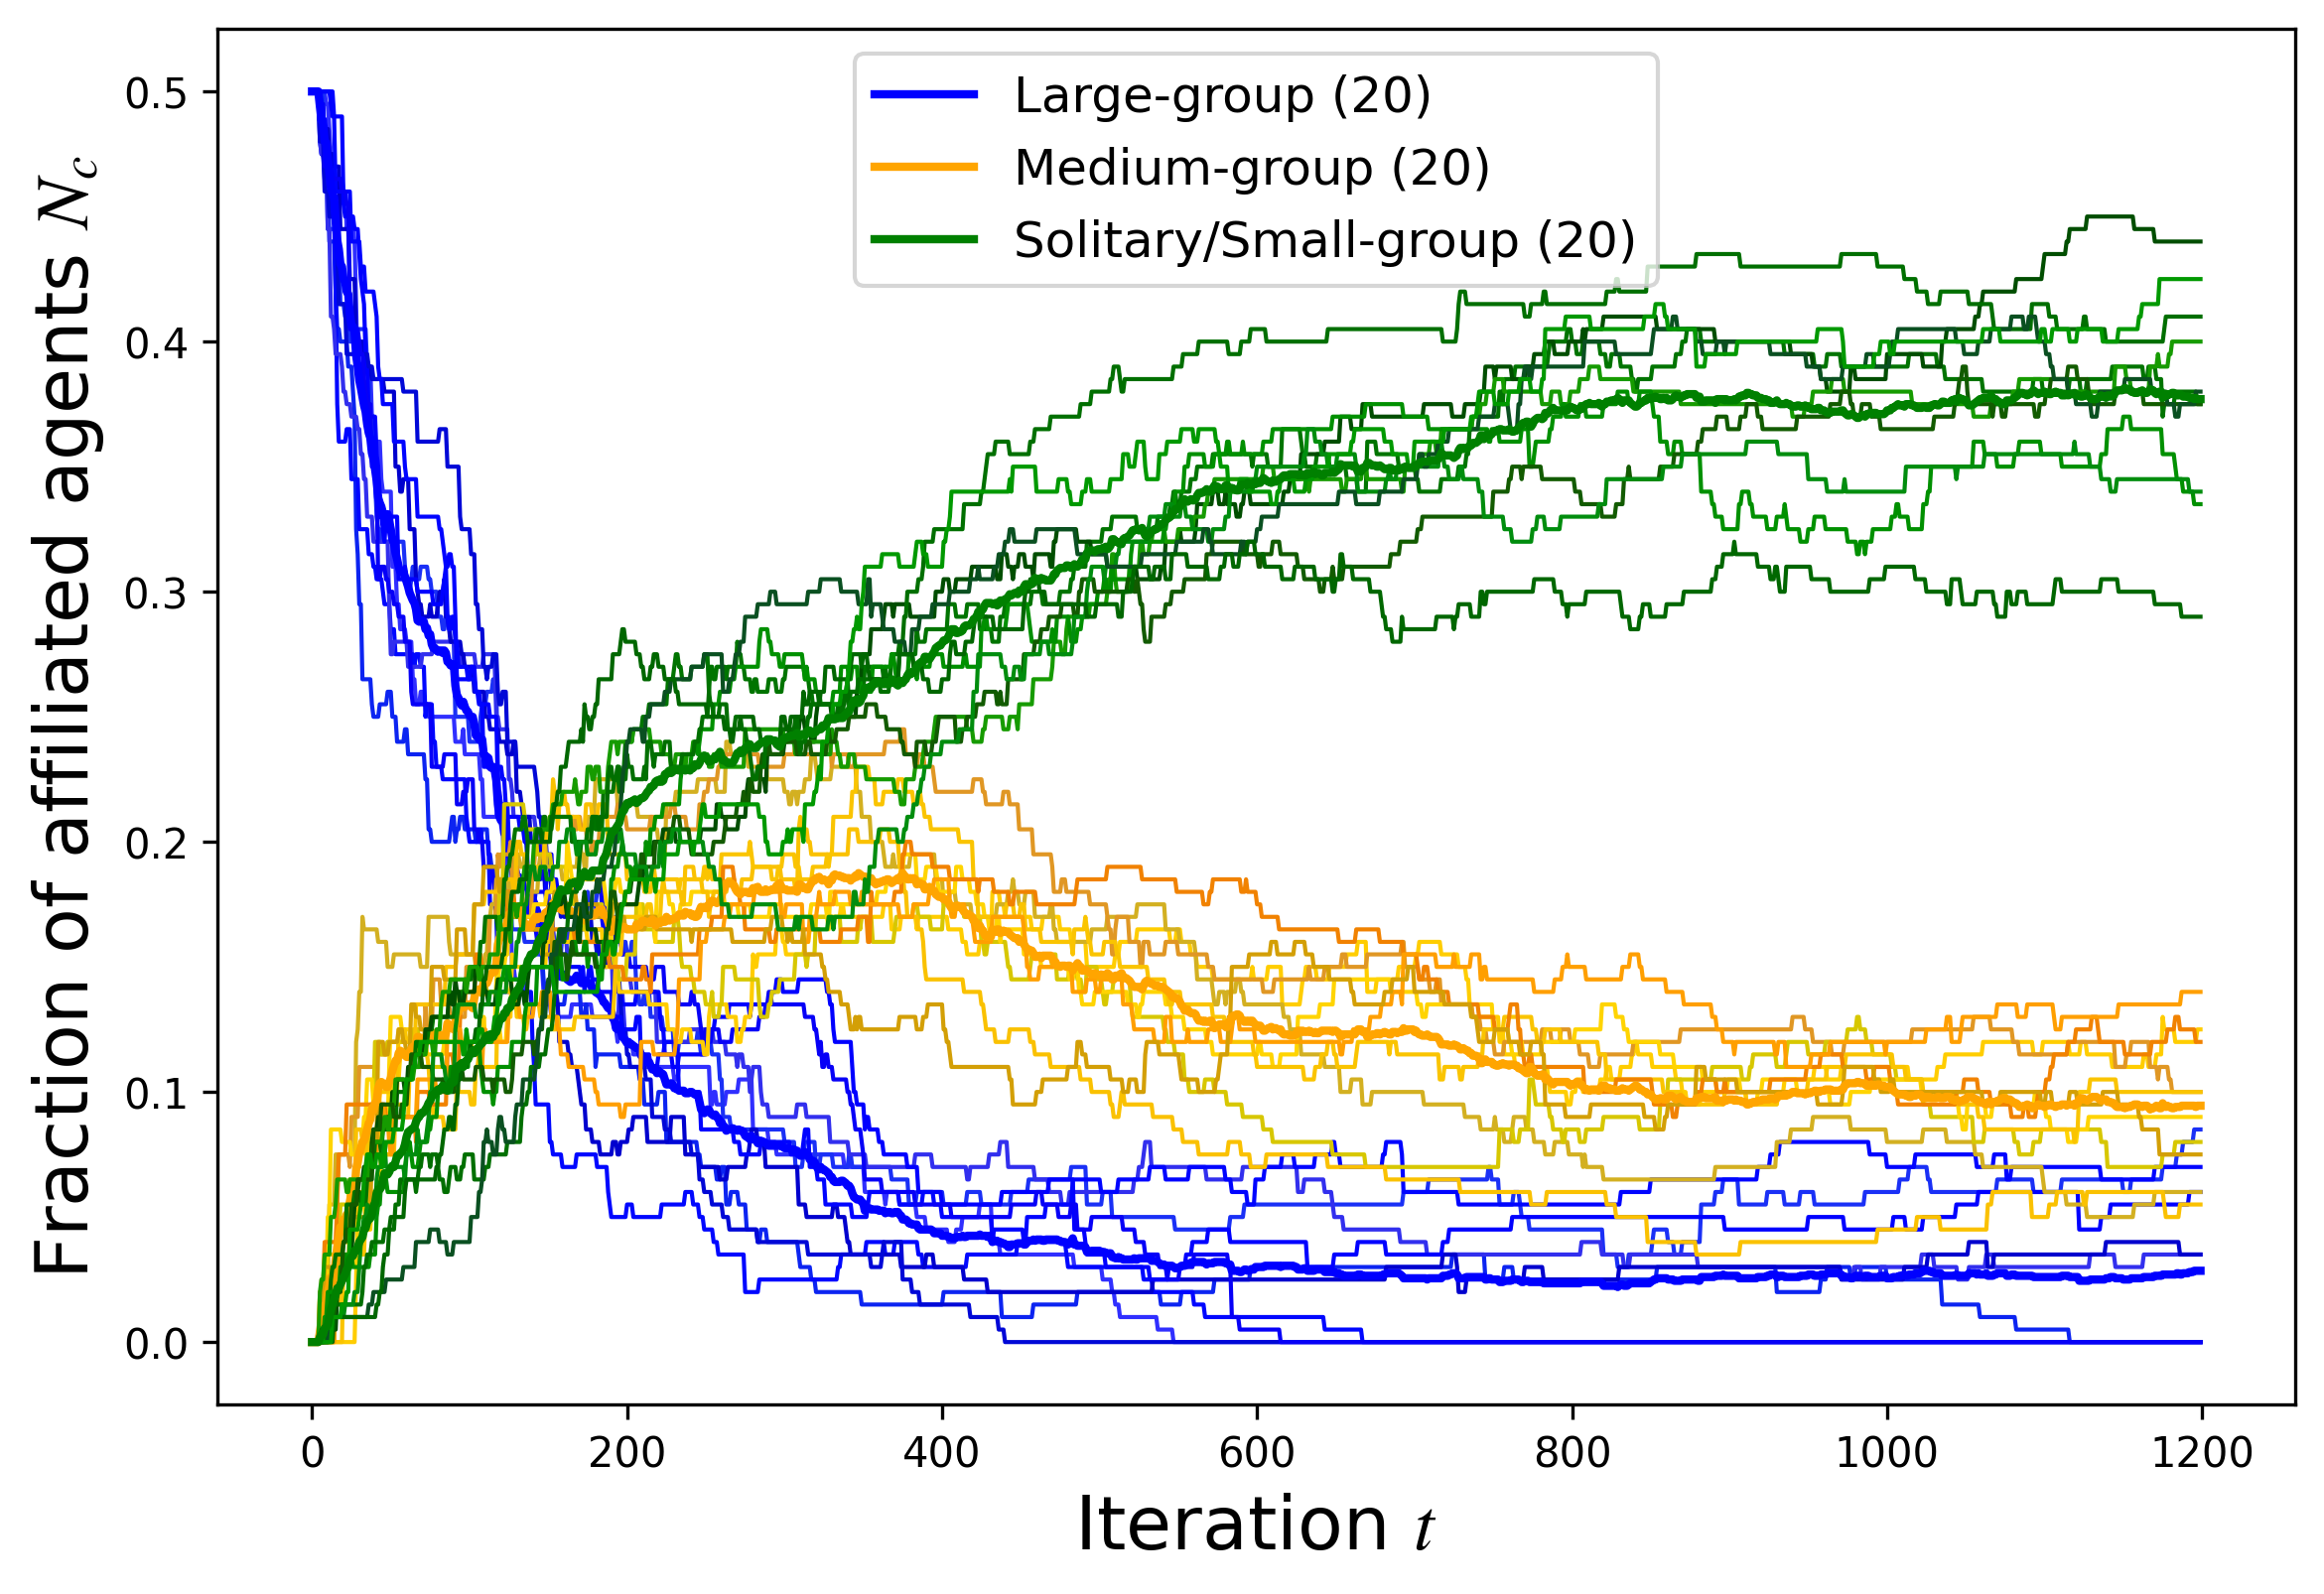 Large-group (20)
Medium-group (20)
Solitary/Small-group (20)
Fraction of affiliated agents N_c
0.5
0.4
0.3
0.2
0.1
0.0
0 200 400 600 800 1000 1200
Iteration t